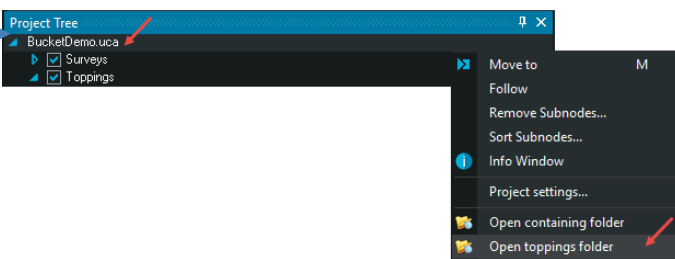 Project Tree
BucketDemo.uca
Surveys
Toppings
Move to M
Follow
Remove Subnodes...
Sort Subnodes...
Info Window
Project settings...
Open containing folder
Open toppings folder